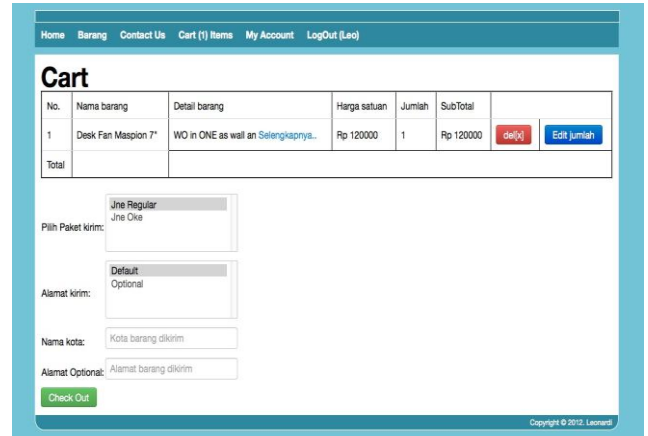 Home Barang Contact Us Cart (1) Items My Account LogOut (Leo)
Cart
No. Nama barang Detail barang Harga satuan Jumlah SubTotal
1 Desk Fan Maspion 7" WO in ONE as wall an Selengkapnya.. Rp 120000 1 Rp 120000 del[x] Edit jumlah
Total
Pilih Paket kirim:
Jne Regular
Jne Oke
Alamat kirim:
Default
Optional
Nama kota: Kota barang dikirim
Alamat Optional: Alamat barang dikirim
Check Out
Copyright © 2012. Leonardi